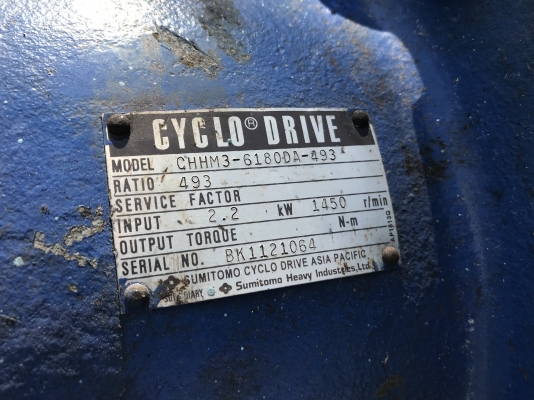 CYCLO® DRIVE
MODEL CHHM3-6180DA-493
RATIO 493
SERVICE FACTOR
INPUT 2.2 kW 1450 r/min
OUTPUT TORQUE N-m
SERIAL NO. BK1121064
SUMITOMO CYCLO DRIVE ASIA PACIFIC
SUBSIDIARY Sumitomo Heavy Industries, Ltd.